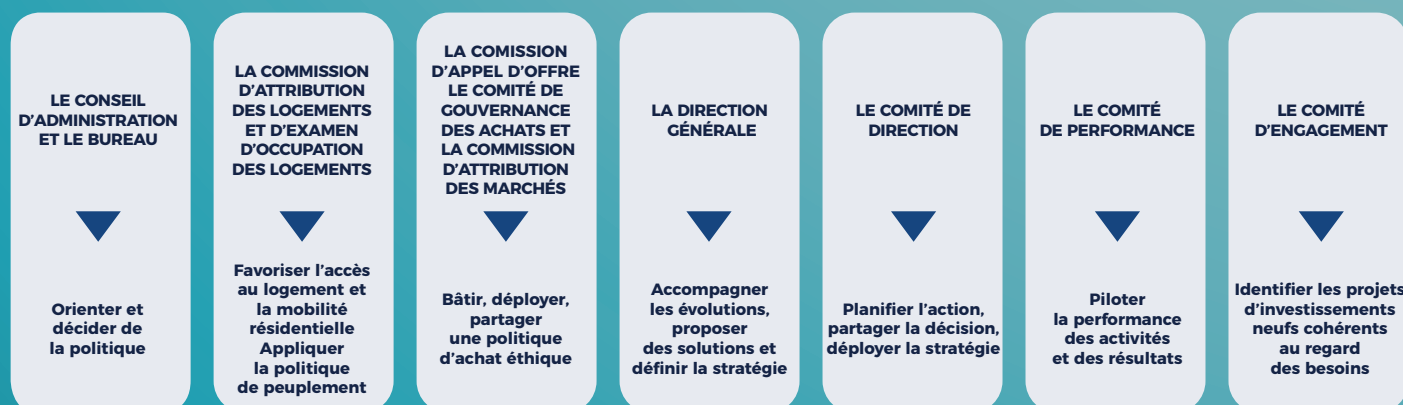 LE CONSEIL
D'ADMINISTRATION
ET LE BUREAU
Orienter et
décider de
la politique
LA COMMISSION
D'ATTRIBUTION
DES LOGEMENTS
ET D'EXAMEN
D'OCCUPATION
DES LOGEMENTS
Favoriser l'accès
au logement et
la mobilité
résidentielle
Appliquer
la politique
de peuplement
LA COMISSION
D'APPEL D'OFFRE
LE COMITÉ DE
GOUVERNANCE
DES ACHATS ET
LA COMMISSION
D'ATTRIBUTION
DES MARCHÉS
Bâtir, déployer,
partager
une politique
d'achat éthique
LA DIRECTION
GÉNÉRALE
Accompagner
les évolutions,
proposer
des solutions et
définir la stratégie
LE COMITÉ DE
DIRECTION
Planifier l'action,
partager la décision,
déployer la stratégie
LE COMITÉ
DE PERFORMANCE
Piloter
la performance
des activités
et des résultats
LE COMITÉ
D'ENGAGEMENT
Identifier les projets
d'investissements
neufs cohérents
au regard
des besoins